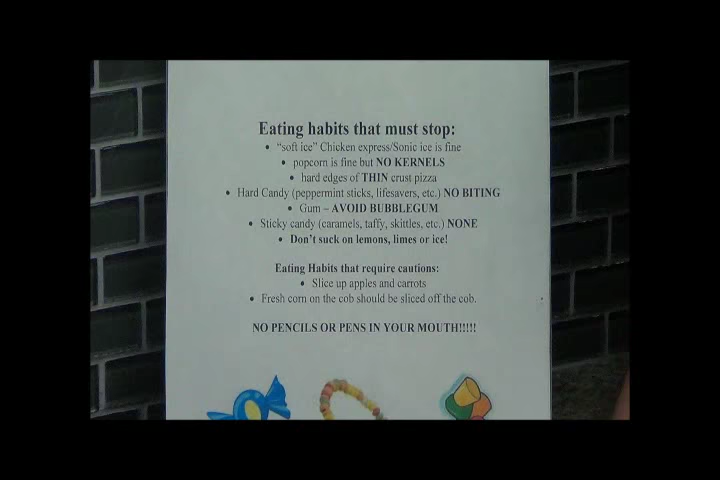 Eating habits that must stop:
• “soft ice” Chicken express/Sonic ice is fine
• popcorn is fine but NO KERNELS
• hard edges of THIN crust pizza
• Hard Candy (peppermint sticks, lifesavers, etc.) NO BITING
• Gum – AVOID BUBBLEGUM
• Sticky candy (caramels, taffy, skittles, etc.) NONE
• Don’t suck on lemons, limes or ice!
Eating Habits that require cautions:
• Slice up apples and carrots
• Fresh corn on the cob should be sliced off the cob.
NO PENCILS OR PENS IN YOUR MOUTH!!!!!